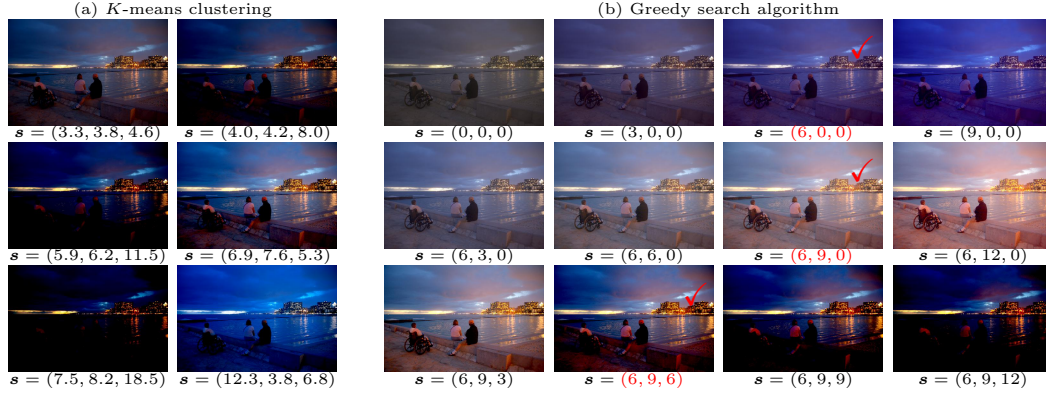 (a) K-means clustering
(b) Greedy search algorithm
s = (3.3, 3.8, 4.6)
s = (4.0, 4.2, 8.0)
s = (0, 0, 0)
s = (3, 0, 0)
s = (6, 0, 0)
s = (9, 0, 0)
s = (5.9, 6.2, 11.5)
s = (6.9, 7.6, 5.3)
s = (6, 3, 0)
s = (6, 6, 0)
s = (6, 9, 0)
s = (6, 12, 0)
s = (7.5, 8.2, 18.5)
s = (12.3, 3.8, 6.8)
s = (6, 9, 3)
s = (6, 9, 6)
s = (6, 9, 9)
s = (6, 9, 12)